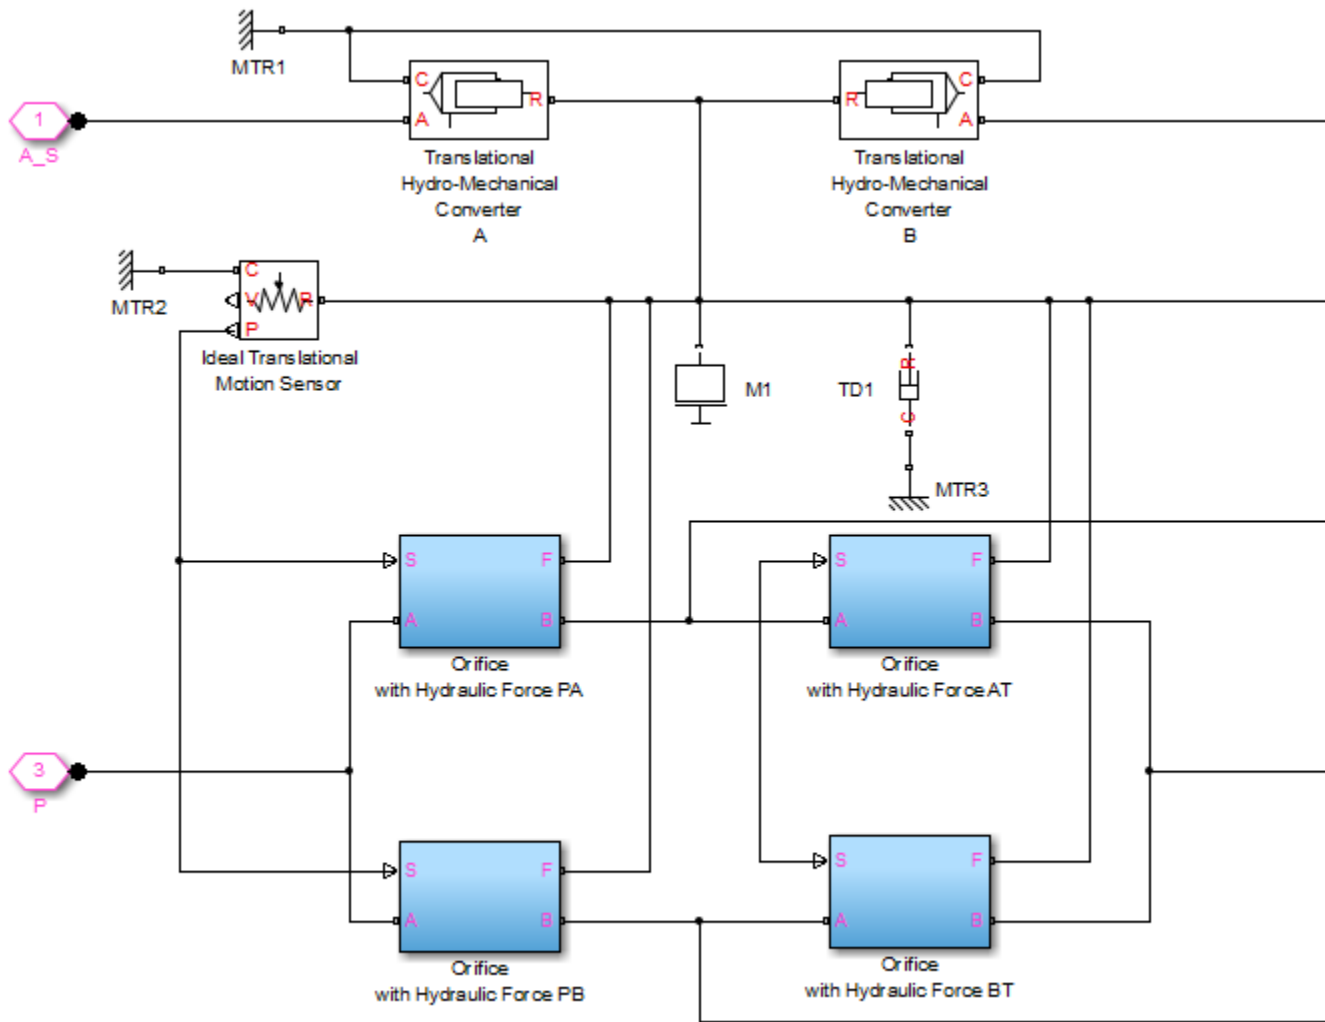 MTR1
C
A
R
R
C
A
1
A_S
Translational
Hydro-Mechanical
Converter
A
Translational
Hydro-Mechanical
Converter
B
MTR2
C
V
R
P
Ideal Translational
Motion Sensor
M1
TD1
R
C
MTR3
S
F
A
B
Orifice
with Hydraulic Force PA
S
F
A
B
Orifice
with Hydraulic Force AT
3
P
S
F
A
B
Orifice
with Hydraulic Force PB
S
F
A
B
Orifice
with Hydraulic Force BT